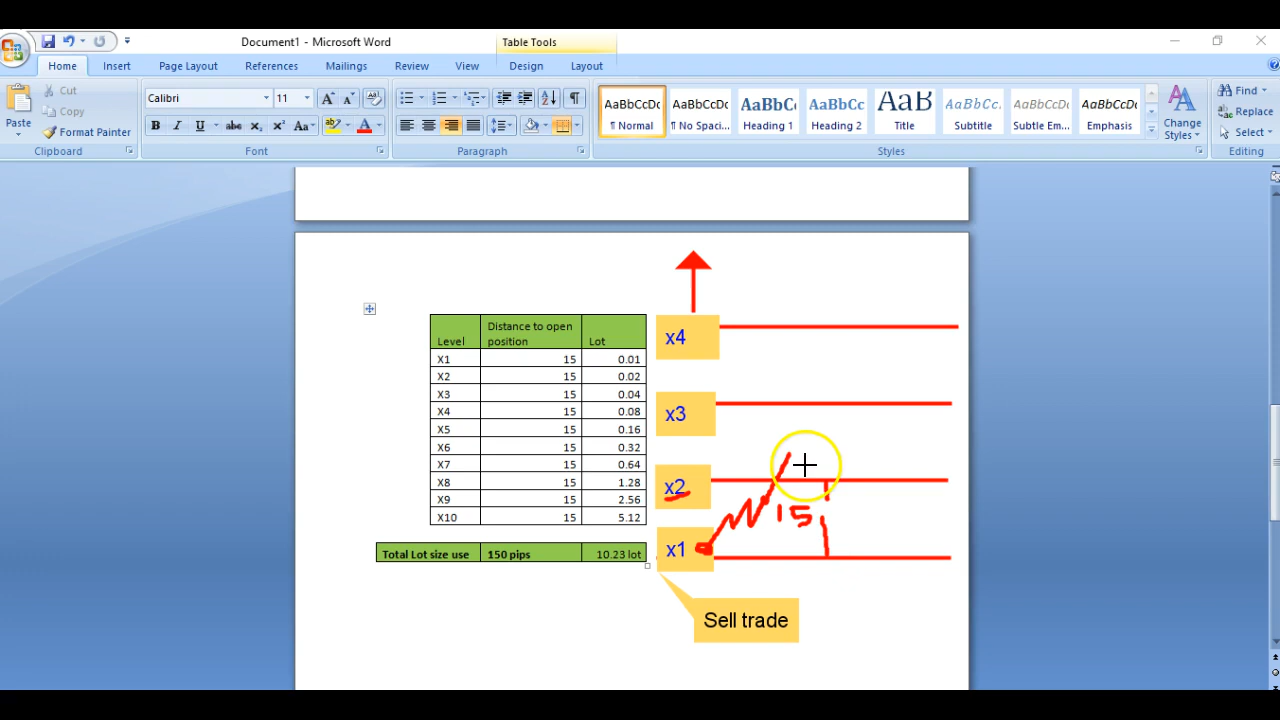 Document1 - Microsoft Word
Table Tools
Home Insert Page Layout References Mailings Review View Design Layout
Paste
Cut
Copy
Format Painter
Clipboard
Calibri 11
Font
Paragraph
AaBbCcDc AaBbCcDc AaBbC AaBbCc AaB AaBbCc. AaBbCcDc AaBbCcDc
¶ Normal ¶ No Spaci... Heading 1 Heading 2 Title Subtitle Subtle Em... Emphasis
Styles
Change Styles
Find
Replace
Select
Editing
Level Distance to open position Lot
X1 15 0.01
X2 15 0.02
X3 15 0.04
X4 15 0.08
X5 15 0.16
X6 15 0.32
X7 15 0.64
X8 15 1.28
X9 15 2.56
X10 15 5.12
Total Lot size use 150 pips 10.23 lot
x4
x3
x2
15
x1
Sell trade